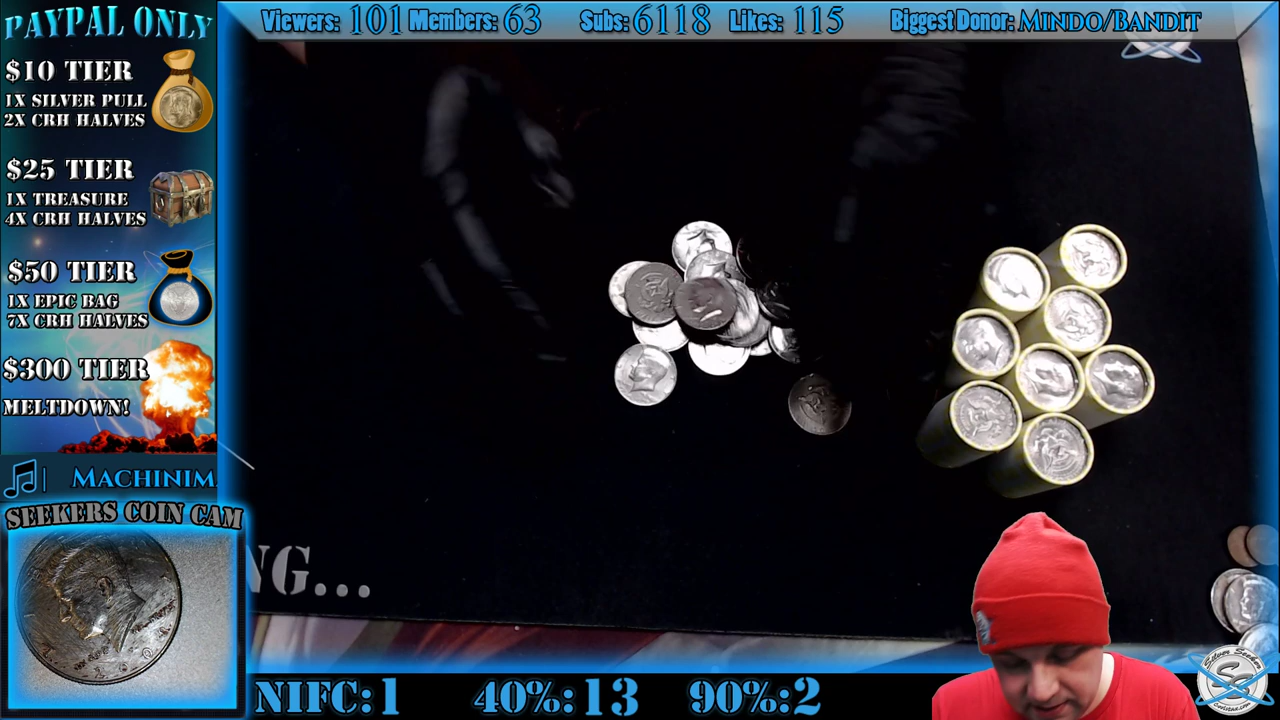 PAYPAL ONLY
Viewers: 101 Members: 63 Subs: 6118 Likes: 115 Biggest Donor: MINDO/BANDIT
$10 TIER
1X SILVER PULL
2X CRH HALVES
$25 TIER
1X TREASURE
4X CRH HALVES
$50 TIER
1X EPIC BAG
7X CRH HALVES
$300 TIER
MELTDOWN!
MACHINIM
SEEKERS COIN CAM
NG...
NIFC: 1 40%: 13 90%: 2
Silver Seeker